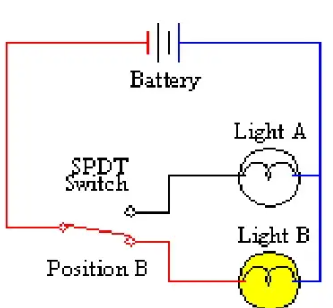 Battery
Light A
SPDT
Switch
Light B
Position B